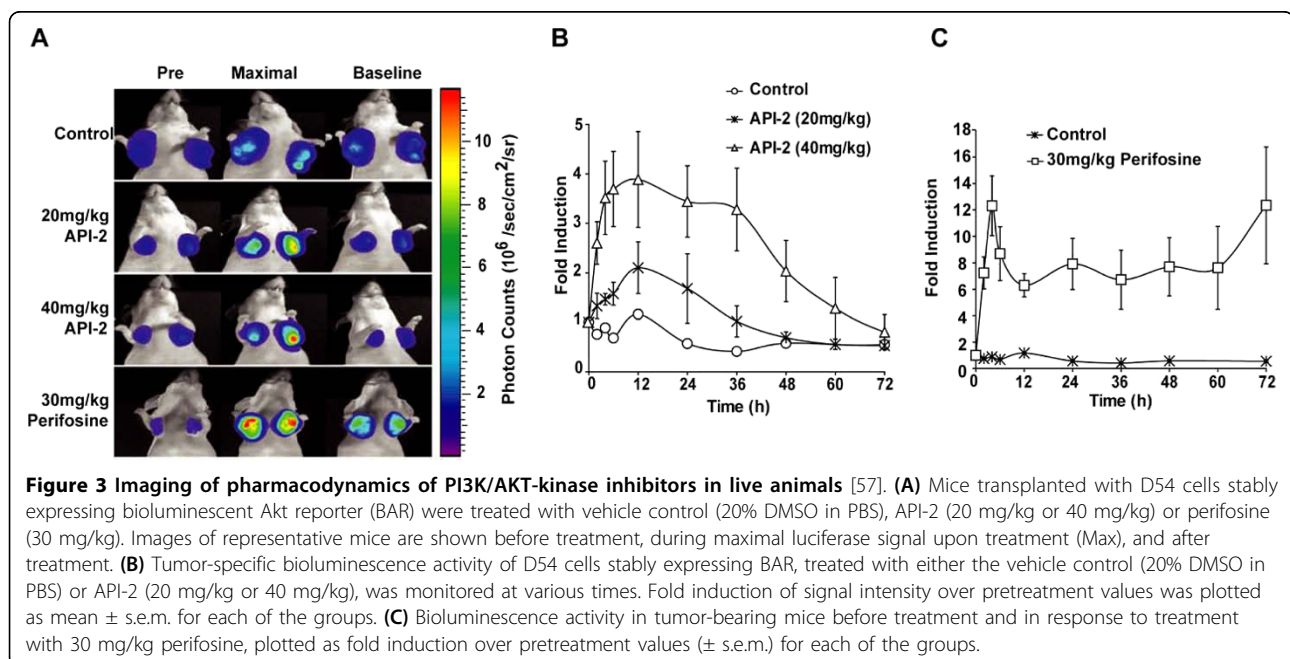 A
Pre Maximal Baseline
Control
20mg/kg
API-2
40mg/kg
API-2
30mg/kg
Perifosine
10
8
6
4
2
Photon Counts (10⁶ /sec/cm²/sr)
B
Control
API-2 (20mg/kg)
API-2 (40mg/kg)
Fold Induction
5
4
3
2
1
0
0 12 24 36 48 60 72
Time (h)
C
Control
30mg/kg Perifosine
Fold Induction
18
16
14
12
10
8
6
4
2
0
0 12 24 36 48 60 72
Time (h)
Figure 3 Imaging of pharmacodynamics of PI3K/AKT-kinase inhibitors in live animals [57]. (A) Mice transplanted with D54 cells stably
expressing bioluminescent Akt reporter (BAR) were treated with vehicle control (20% DMSO in PBS), API-2 (20 mg/kg or 40 mg/kg) or perifosine
(30 mg/kg). Images of representative mice are shown before treatment, during maximal luciferase signal upon treatment (Max), and after
treatment. (B) Tumor-specific bioluminescence activity of D54 cells stably expressing BAR, treated with either the vehicle control (20% DMSO in
PBS) or API-2 (20 mg/kg or 40 mg/kg), was monitored at various times. Fold induction of signal intensity over pretreatment values was plotted
as mean ± s.e.m. for each of the groups. (C) Bioluminescence activity in tumor-bearing mice before treatment and in response to treatment
with 30 mg/kg perifosine, plotted as fold induction over pretreatment values (± s.e.m.) for each of the groups.